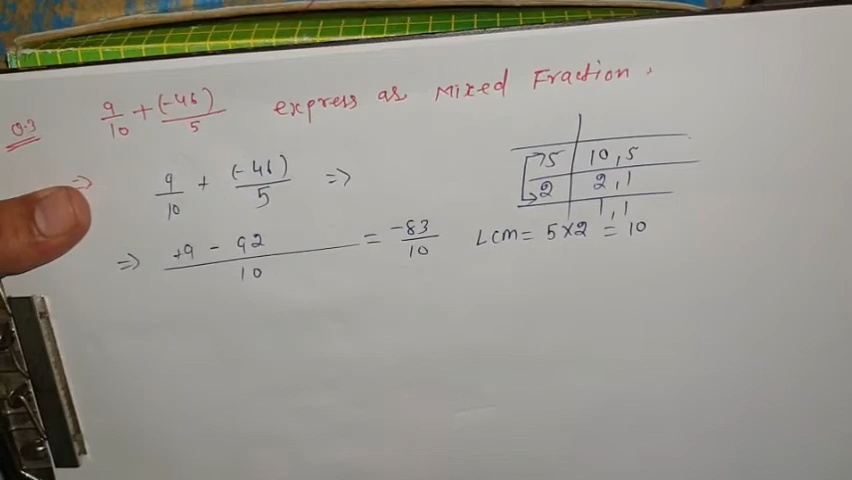 Q.3 9/10 + (-46)/5 express as Mixed Fraction.
⇒ 9/10 + (-46)/5 ⇒
5 | 10, 5
2 | 2, 1
1, 1
⇒ +9 - 92/10 = -83/10
LCM = 5×2 = 10